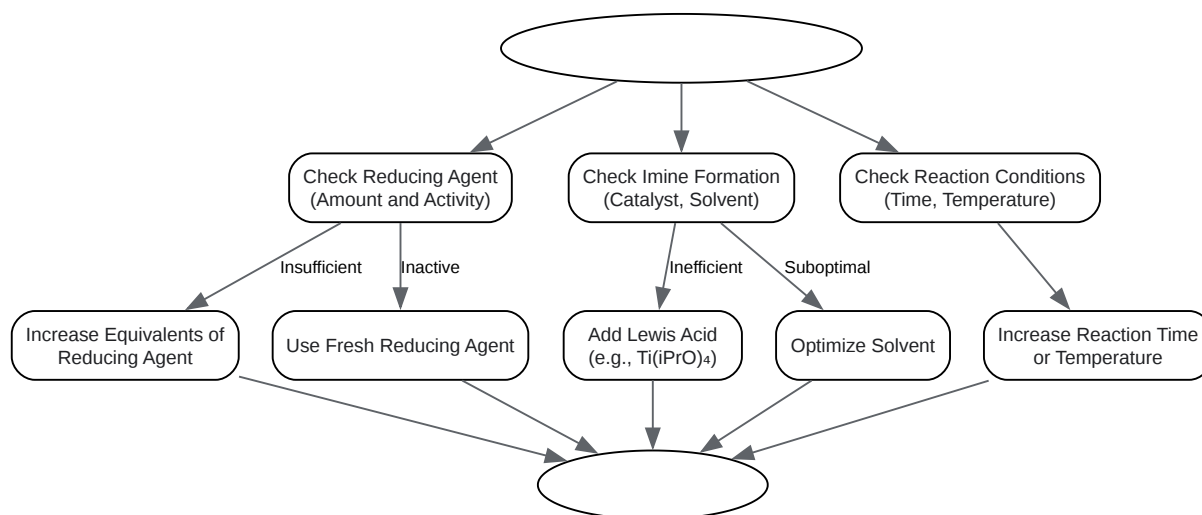 Check Reducing Agent
(Amount and Activity)
Check Imine Formation
(Catalyst, Solvent)
Check Reaction Conditions
(Time, Temperature)
Insufficient
Inactive
Inefficient
Suboptimal
Increase Equivalents of
Reducing Agent
Use Fresh Reducing Agent
Add Lewis Acid
(e.g., Ti(iPrO)₄)
Optimize Solvent
Increase Reaction Time
or Temperature